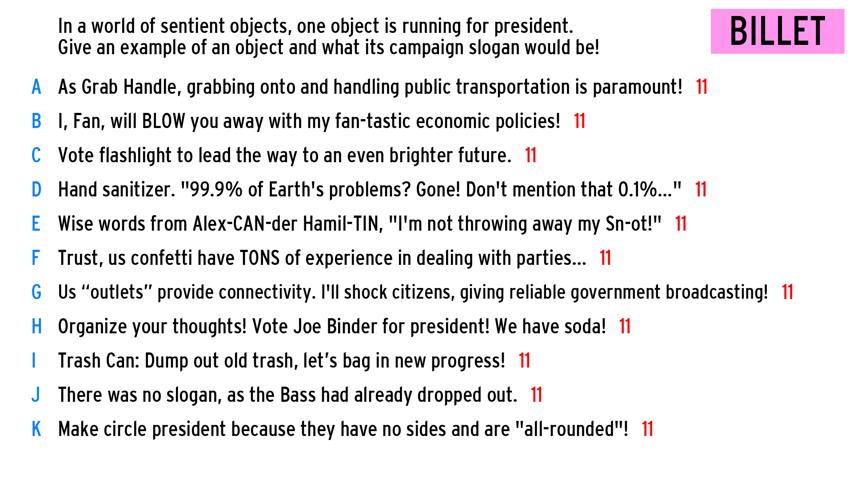 In a world of sentient objects, one object is running for president.
Give an example of an object and what its campaign slogan would be!
BILLET
A As Grab Handle, grabbing onto and handling public transportation is paramount! 11
B I, Fan, will BLOW you away with my fan-tastic economic policies! 11
C Vote flashlight to lead the way to an even brighter future. 11
D Hand sanitizer. "99.9% of Earth's problems? Gone! Don't mention that 0.1%..." 11
E Wise words from Alex-CAN-der Hamil-TIN, "I'm not throwing away my Sn-ot!" 11
F Trust, us confetti have TONS of experience in dealing with parties... 11
G Us “outlets” provide connectivity. I'll shock citizens, giving reliable government broadcasting! 11
H Organize your thoughts! Vote Joe Binder for president! We have soda! 11
I Trash Can: Dump out old trash, let’s bag in new progress! 11
J There was no slogan, as the Bass had already dropped out. 11
K Make circle president because they have no sides and are "all-rounded"! 11